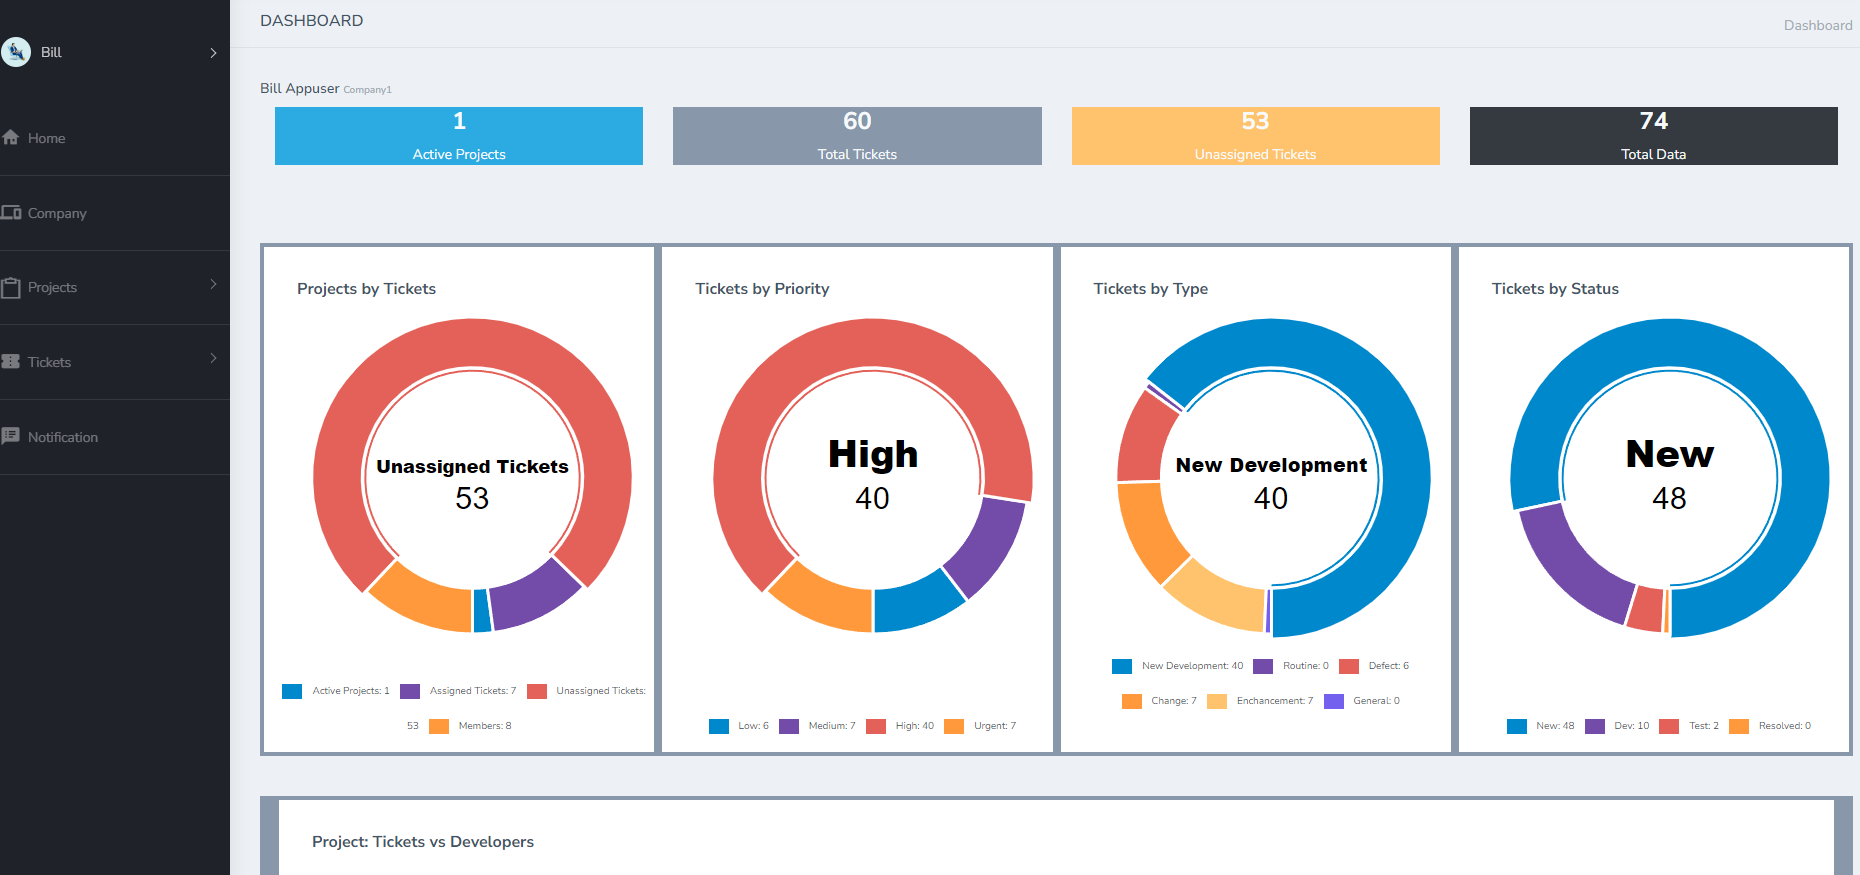 DASHBOARD
Dashboard
Bill
Home
Company
Projects
Tickets
Notification
Bill Appuser Company1
1
Active Projects
60
Total Tickets
53
Unassigned Tickets
74
Total Data
Projects by Tickets
Unassigned Tickets
53
Active Projects: 1 Assigned Tickets: 7 Unassigned Tickets:
53 Members: 8
Tickets by Priority
High
40
Low: 6 Medium: 7 High: 40 Urgent: 7
Tickets by Type
New Development
40
New Development: 40 Routine: 0 Defect: 6
Change: 7 Enchancement: 7 General: 0
Tickets by Status
New
48
New: 48 Dev: 10 Test: 2 Resolved: 0
Project: Tickets vs Developers